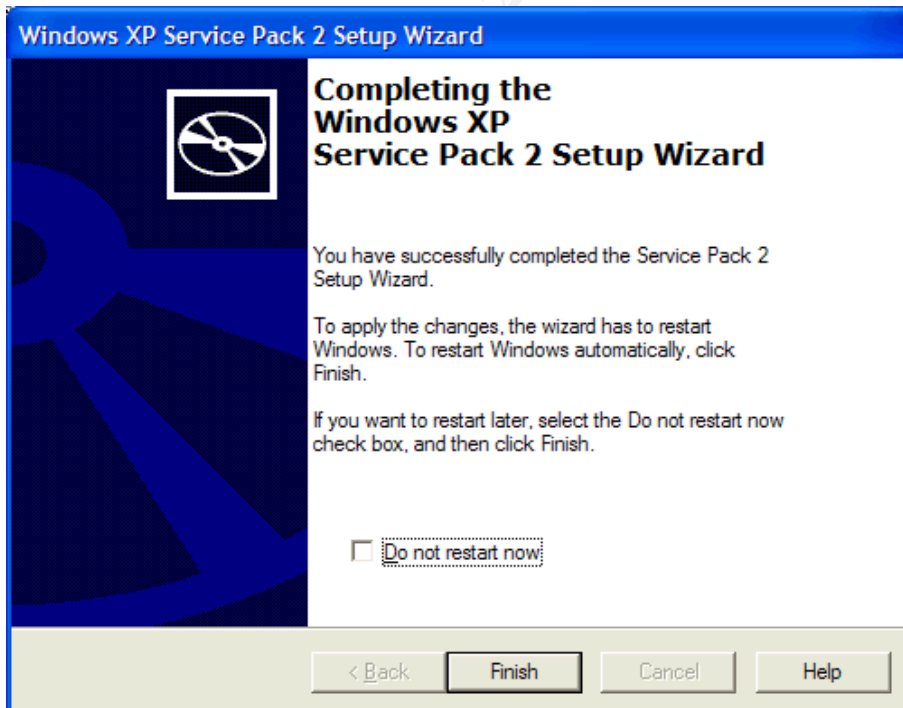 Windows XP Service Pack 2 Setup Wizard
Completing the
Windows XP
Service Pack 2 Setup Wizard
You have successfully completed the Service Pack 2
Setup Wizard.
To apply the changes, the wizard has to restart
Windows. To restart Windows automatically, click
Finish.
If you want to restart later, select the Do not restart now
check box, and then click Finish.
Do not restart now
< Back
Finish
Cancel
Help